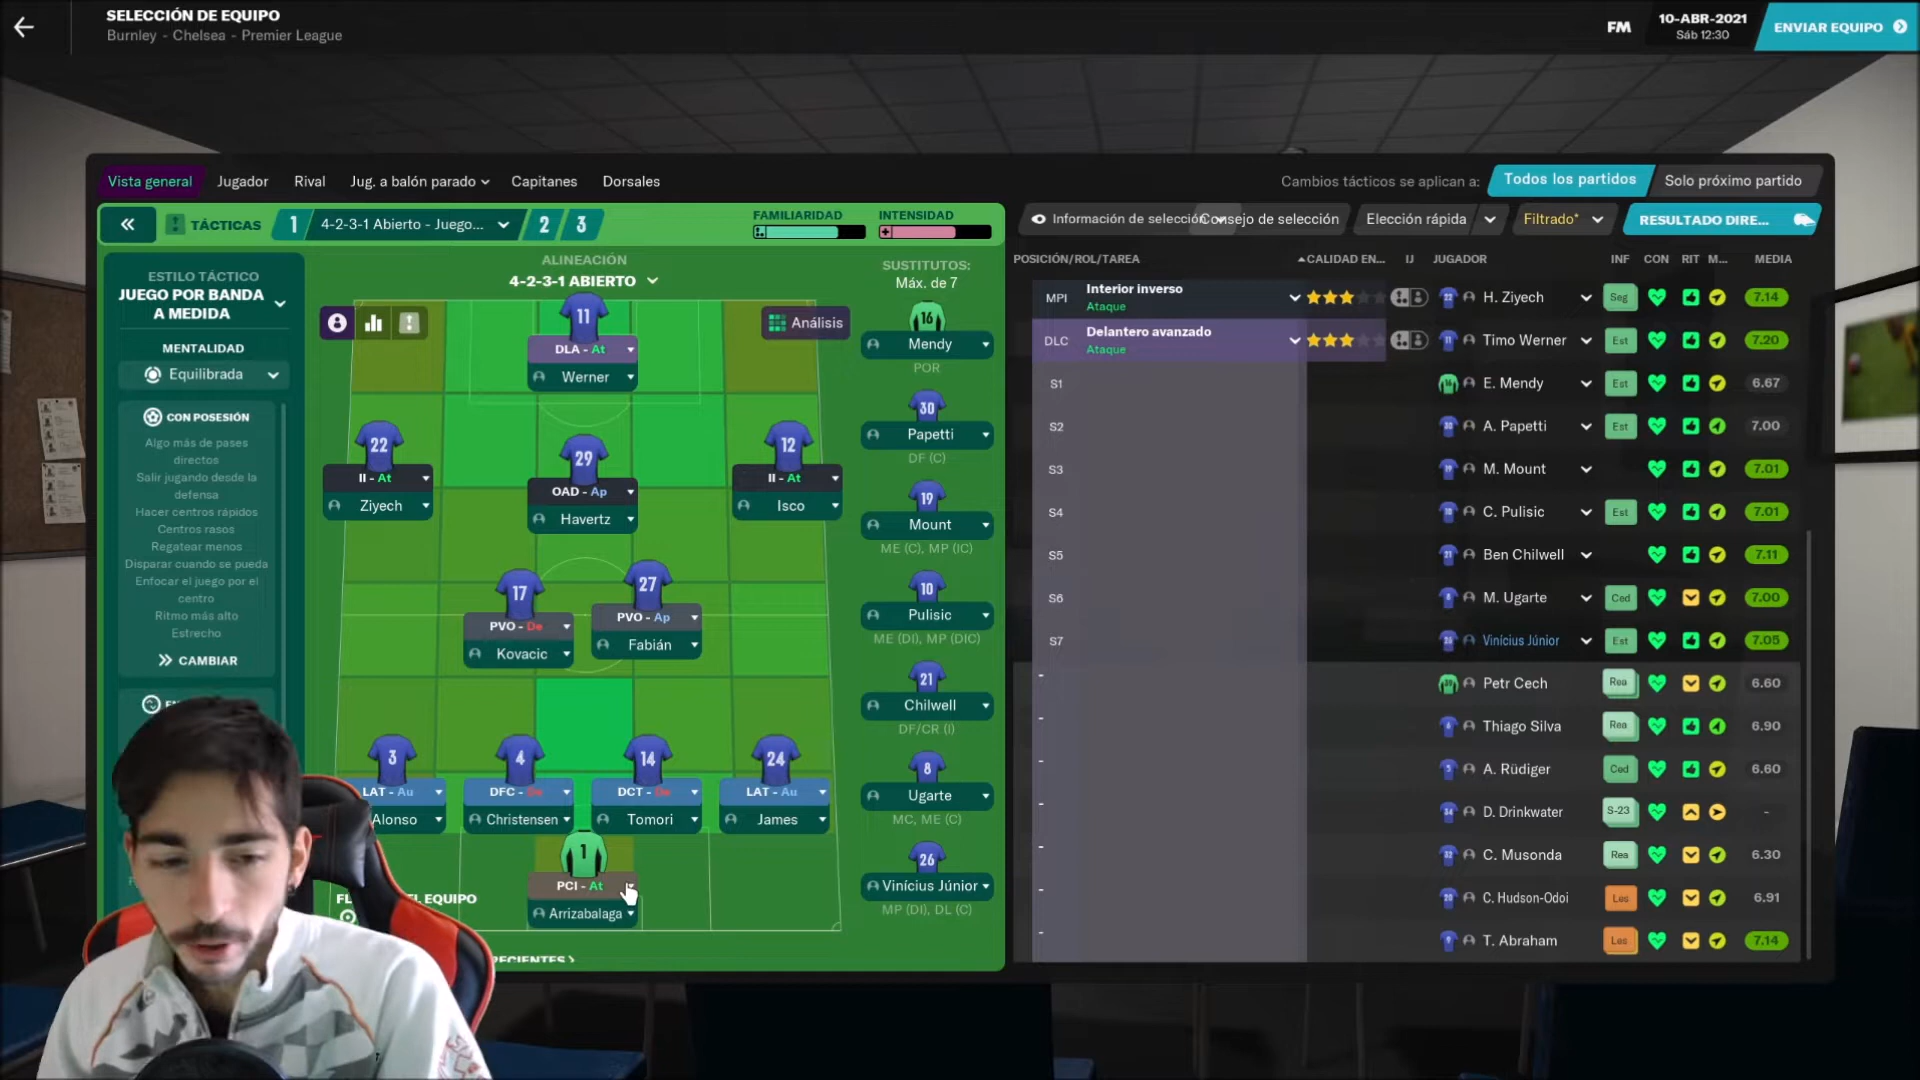 SELECCIÓN DE EQUIPO
Burnley - Chelsea - Premier League
FM
10-ABR-2021
Sáb 12:30
ENVIAR EQUIPO
Vista general
Jugador
Rival
Jug. a balón parado
Capitanes
Dorsales
Cambios tácticos se aplican a:
Todos los partidos
Solo próximo partido
TÁCTICAS
1
4-2-3-1 Abierto - Juego...
2
3
FAMILIARIDAD
INTENSIDAD
Información de selección
Consejo de selección
Elección rápida
Filtrado*
RESULTADO DIRE...
ESTILO TÁCTICO
JUEGO POR BANDA
A MEDIDA
MENTALIDAD
Equilibrada
CON POSESIÓN
Algo más de pases
directos
Salir jugando desde la
defensa
Hacer centros rápidos
Centros rasos
Regatear menos
Disparar cuando se pueda
Enfocar el juego por el
centro
Ritmo más alto
Estrecho
CAMBIAR
ALINEACIÓN
4-2-3-1 ABIERTO
Análisis
11
DLA - At
Werner
22
II - At
Ziyech
29
OAD - Ap
Havertz
12
II - At
Isco
17
PVO - De
Kovacic
27
PVO - Ap
Fabián
3
LAT - Au
Alonso
4
DFC - De
Christensen
14
DCT - De
Tomori
24
LAT - Au
James
1
PCI - At
Arrizabalaga
EL EQUIPO
RECIENTES
SUSTITUTOS:
Máx. de 7
16
Mendy
POR
30
Papetti
DF (C)
19
Mount
ME (C), MP (IC)
10
Pulisic
ME (DI), MP (DIC)
21
Chilwell
DF/CR (I)
8
Ugarte
MC, ME (C)
26
Vinícius Júnior
MP (DI), DL (C)
POSICIÓN/ROL/TAREA
CALIDAD EN...
IJ
JUGADOR
INF
CON
RIT
M...
MEDIA
MPI
Interior inverso
Ataque
H. Ziyech
Seg
7.14
DLC
Delantero avanzado
Ataque
Timo Werner
Est
7.20
S1
E. Mendy
Est
6.67
S2
A. Papetti
Est
7.00
S3
M. Mount
7.01
S4
C. Pulisic
Est
7.01
S5
Ben Chilwell
7.11
S6
M. Ugarte
Ced
7.00
S7
Vinícius Júnior
Est
7.05
-
Petr Cech
Rea
6.60
-
Thiago Silva
Rea
6.90
-
A. Rüdiger
Ced
6.60
-
D. Drinkwater
S-23
-
-
C. Musonda
Rea
6.30
-
C. Hudson-Odoi
Les
6.91
-
T. Abraham
Les
7.14